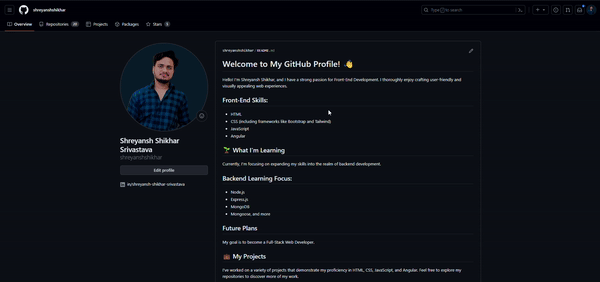 shreyanshshikhar
Type / to search
Overview
Repositories 20
Projects
Packages
Stars 5
shreyanshshikhar / README.md
Welcome to My GitHub Profile! 👋
Hello! I'm Shreyansh Shikhar, and I have a strong passion for Front-End Development. I thoroughly enjoy crafting user-friendly and
visually appealing web experiences.
Front-End Skills:
• HTML
• CSS (including frameworks like Bootstrap and Tailwind)
• JavaScript
• Angular
Shreyansh Shikhar
Srivastava
shreyanshshikhar
Edit profile
in/shreyansh-shikhar-srivastava
🌱 What I'm Learning
Currently, I'm focusing on expanding my skills into the realm of backend development.
Backend Learning Focus:
• Node.js
• Express.js
• MongoDB
• Mongoose, and more
Future Plans
My goal is to become a Full-Stack Web Developer.
💼 My Projects
I've worked on a variety of projects that demonstrate my proficiency in HTML, CSS, JavaScript, and Angular. Feel free to explore my
repositories to discover more of my work.